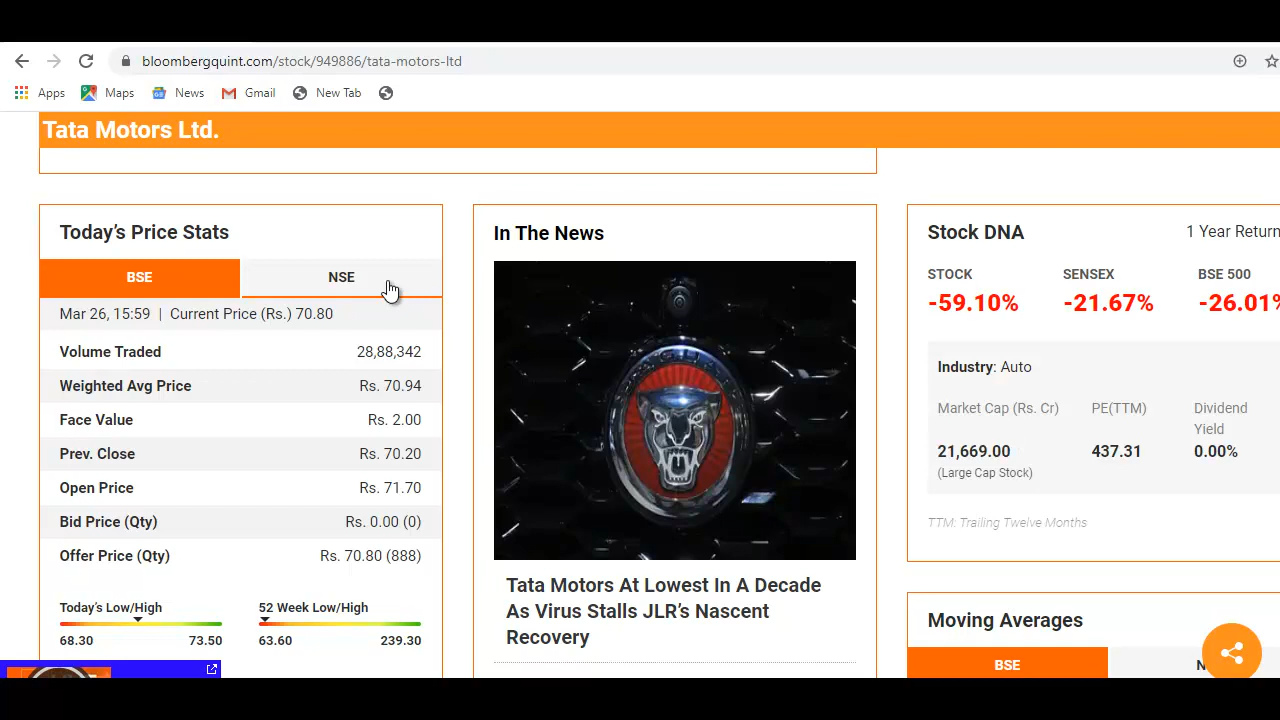 bloombergquint.com/stock/949886/tata-motors-ltd
Apps Maps News Gmail New Tab
Tata Motors Ltd.
Today's Price Stats
BSE NSE
Mar 26, 15:59 | Current Price (Rs.) 70.80
Volume Traded 28,88,342
Weighted Avg Price Rs. 70.94
Face Value Rs. 2.00
Prev. Close Rs. 70.20
Open Price Rs. 71.70
Bid Price (Qty) Rs. 0.00 (0)
Offer Price (Qty) Rs. 70.80 (888)
Today's Low/High 52 Week Low/High
68.30 73.50 63.60 239.30
In The News
Tata Motors At Lowest In A Decade
As Virus Stalls JLR's Nascent
Recovery
Stock DNA 1 Year Return
STOCK SENSEX BSE 500
-59.10% -21.67% -26.01%
Industry: Auto
Market Cap (Rs. Cr) PE(TTM) Dividend
Yield
21,669.00 437.31 0.00%
(Large Cap Stock)
TTM: Trailing Twelve Months
Moving Averages
BSE N